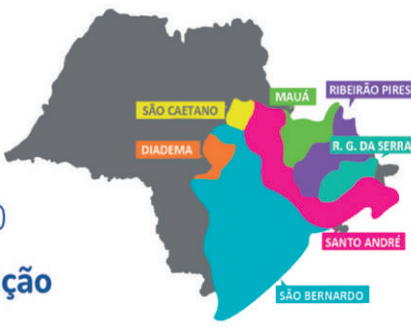 MAUÁ
RIBEIRÃO PIRES
SÃO CAETANO
R. G. DA SERRA
DIADEMA
SANTO ANDRÉ
ção
SÃO BERNARDO